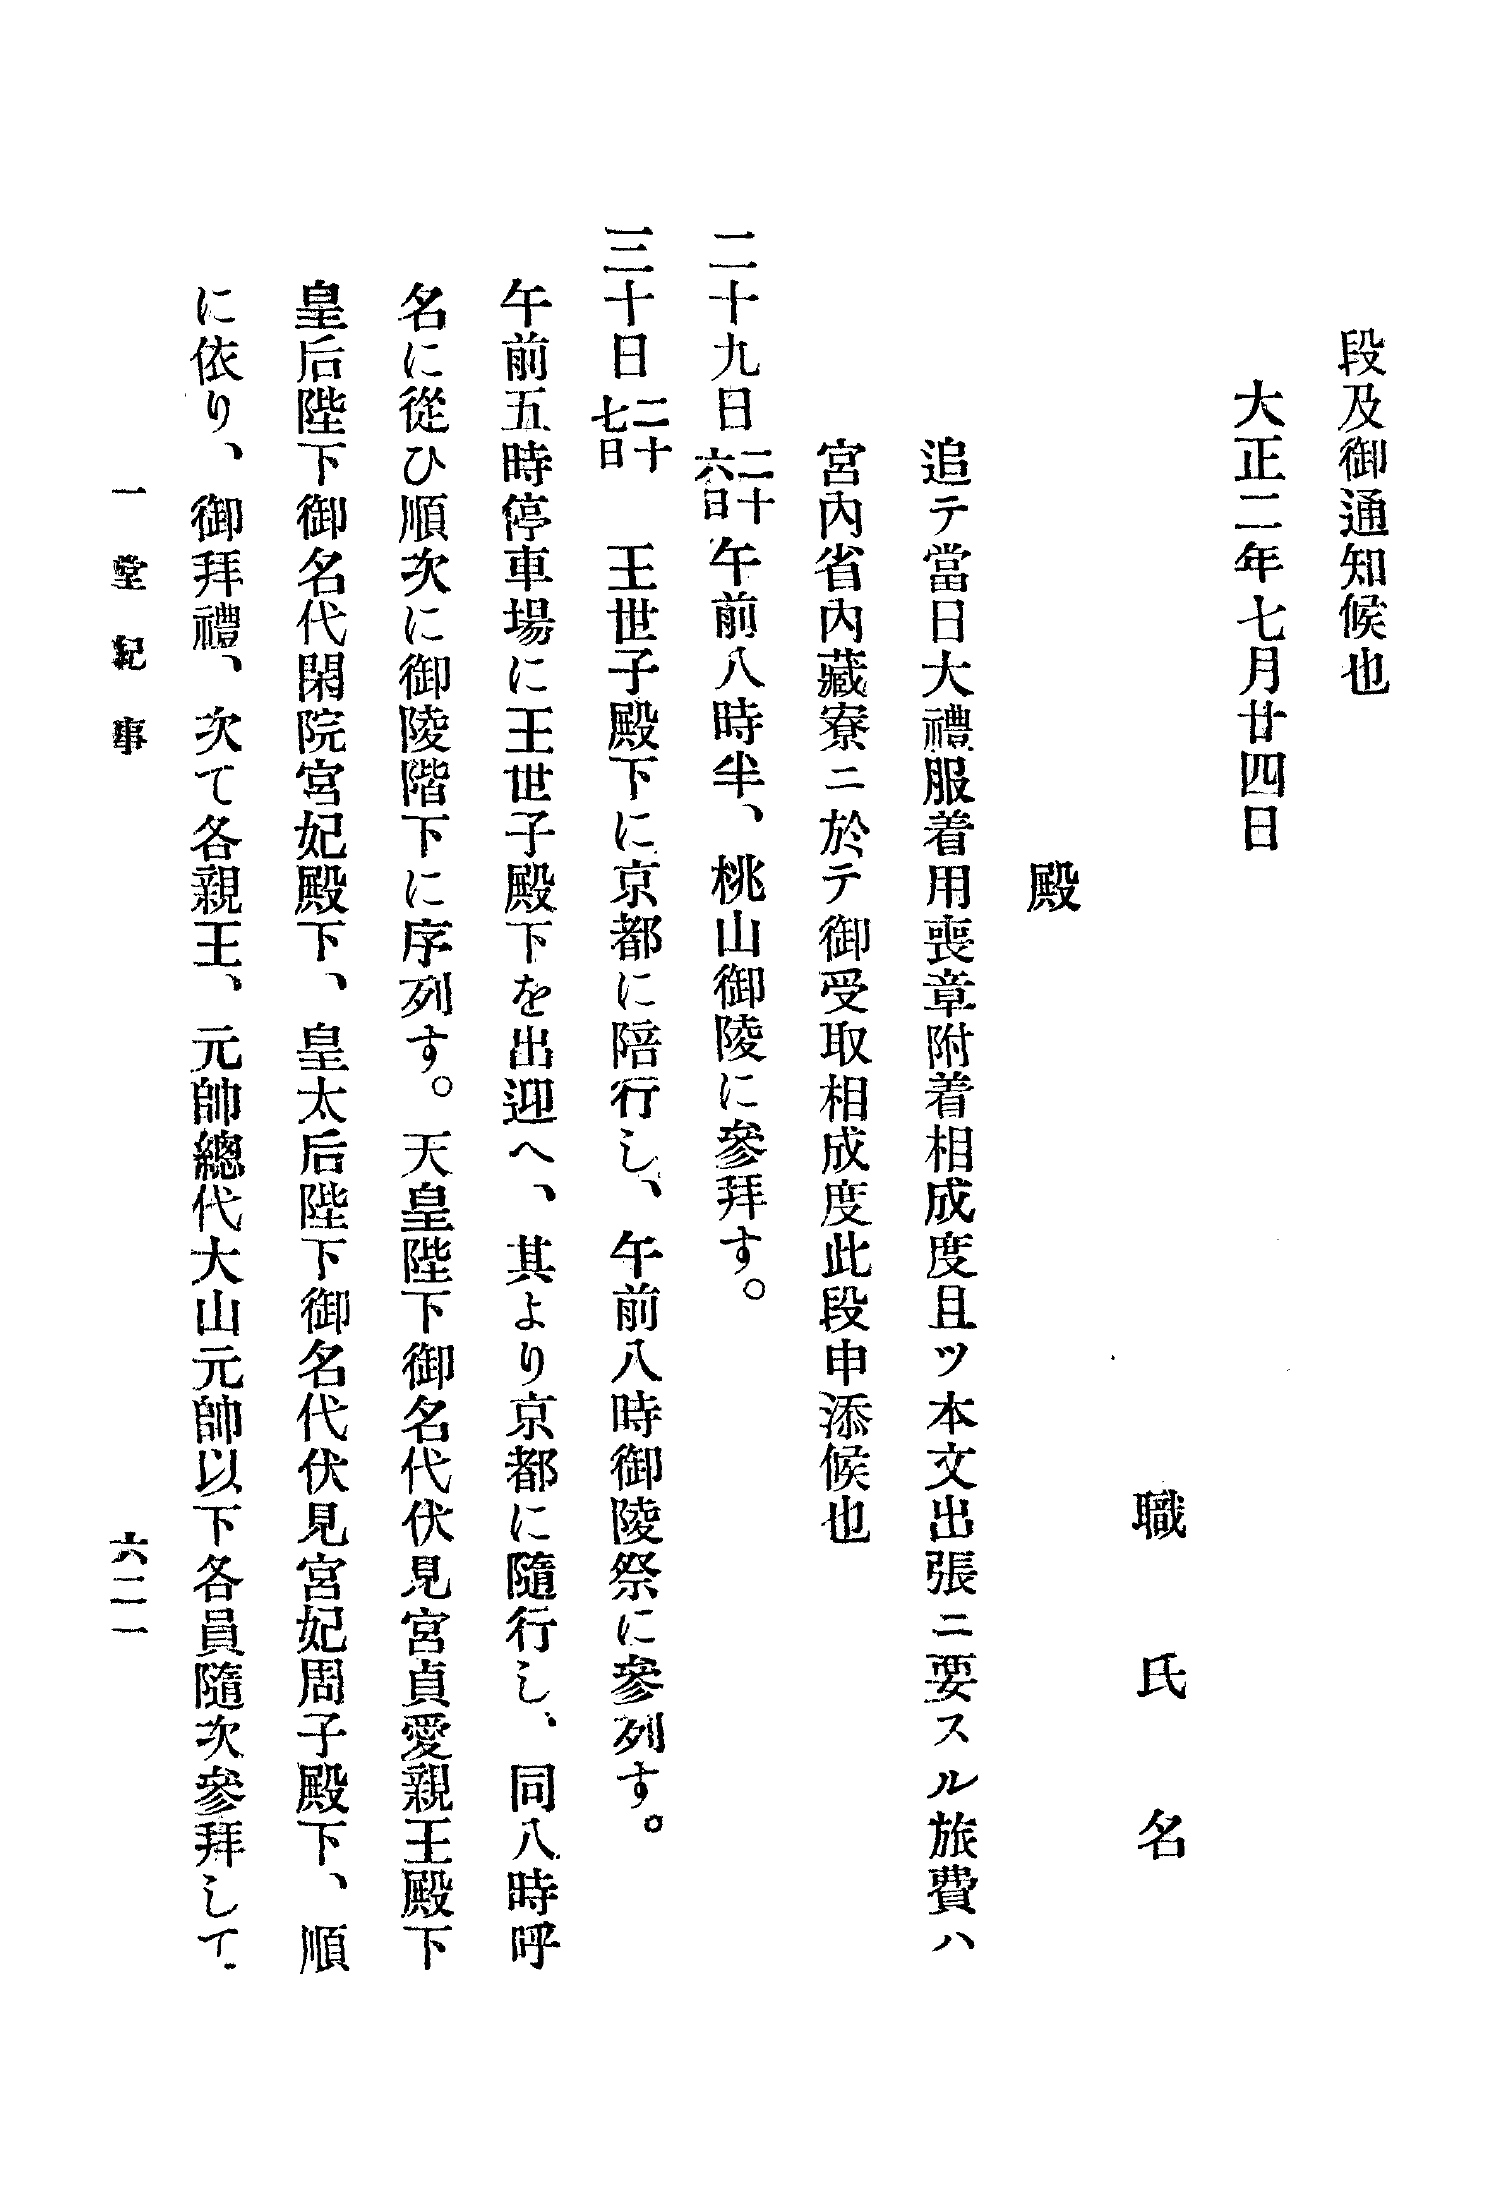 段及御通知候也
大正二年七月廿四日
職氏名
殿
追テ當日大禮服着用喪章附着相成度且ツ本文出張ニ要スル旅費ハ
宮內省內藏寮ニ於テ御受取相成度此段申添候也
二十九日二十六日午前八時半、桃山御陵に參拜す。
三十日二十七日 王世子殿下に京都に陪行し、午前八時御陵祭に參列す。
午前五時停車場に王世子殿下を出迎へ、其より京都に隨行し、同八時呼
名に從ひ順次に御陵階下に序列す。天皇陛下御名代伏見宮貞愛親王殿下
皇后陛下御名代閑院宮妃殿下、皇太后陛下御名代伏見宮妃周子殿下、順
に依り、御拜禮、次て各親王、元帥總代大山元帥以下各員隨次參拜して
一堂紀事
六二一